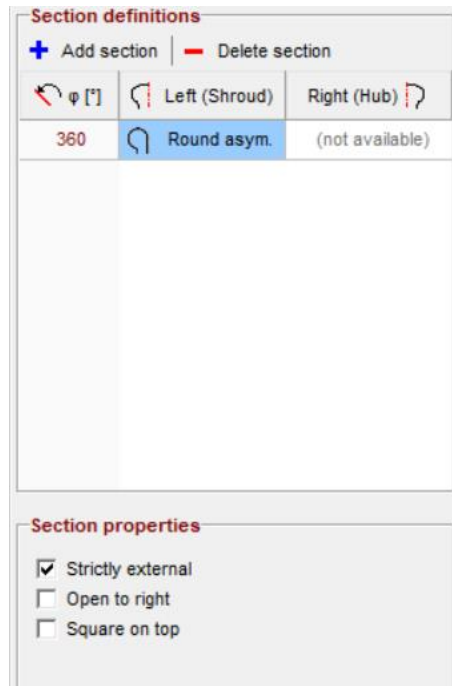 Section definitions
+ Add section − Delete section
φ [°] Left (Shroud) Right (Hub)
360 Round asym. (not available)
Section properties
Strictly external
Open to right
Square on top